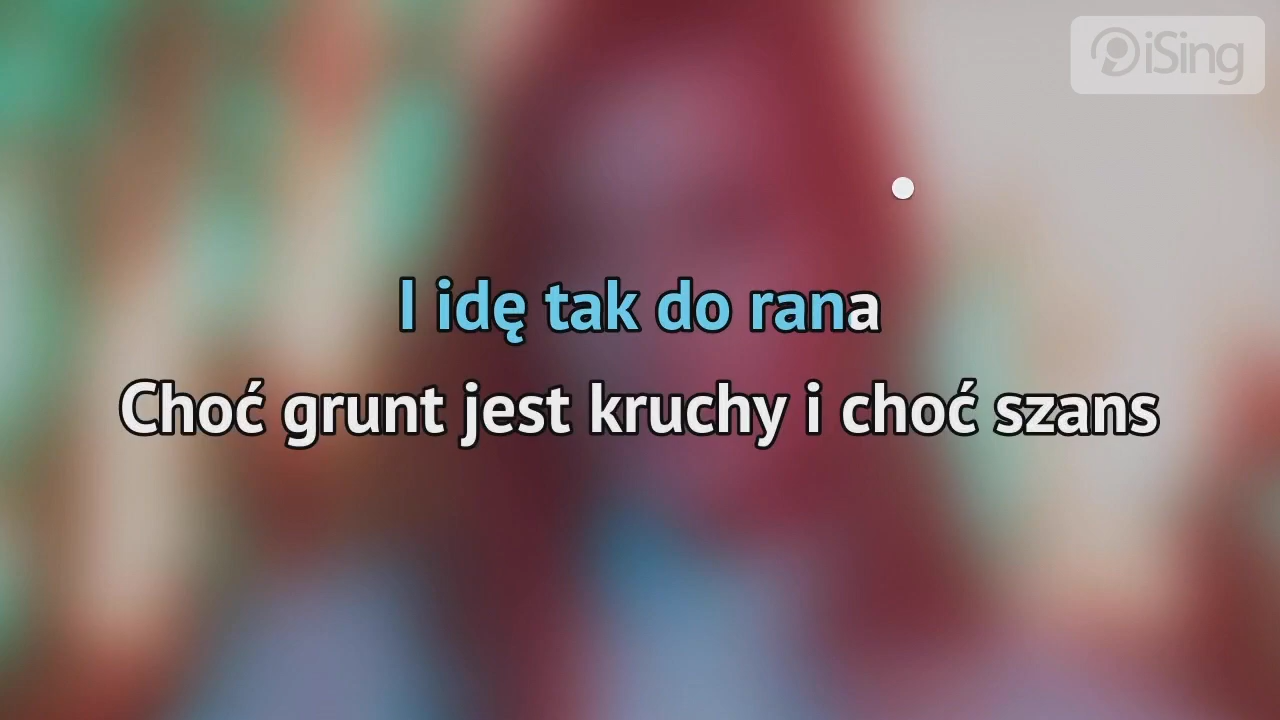 iSing
I idę tak do rana
Choć grunt jest kruchy i choć szans